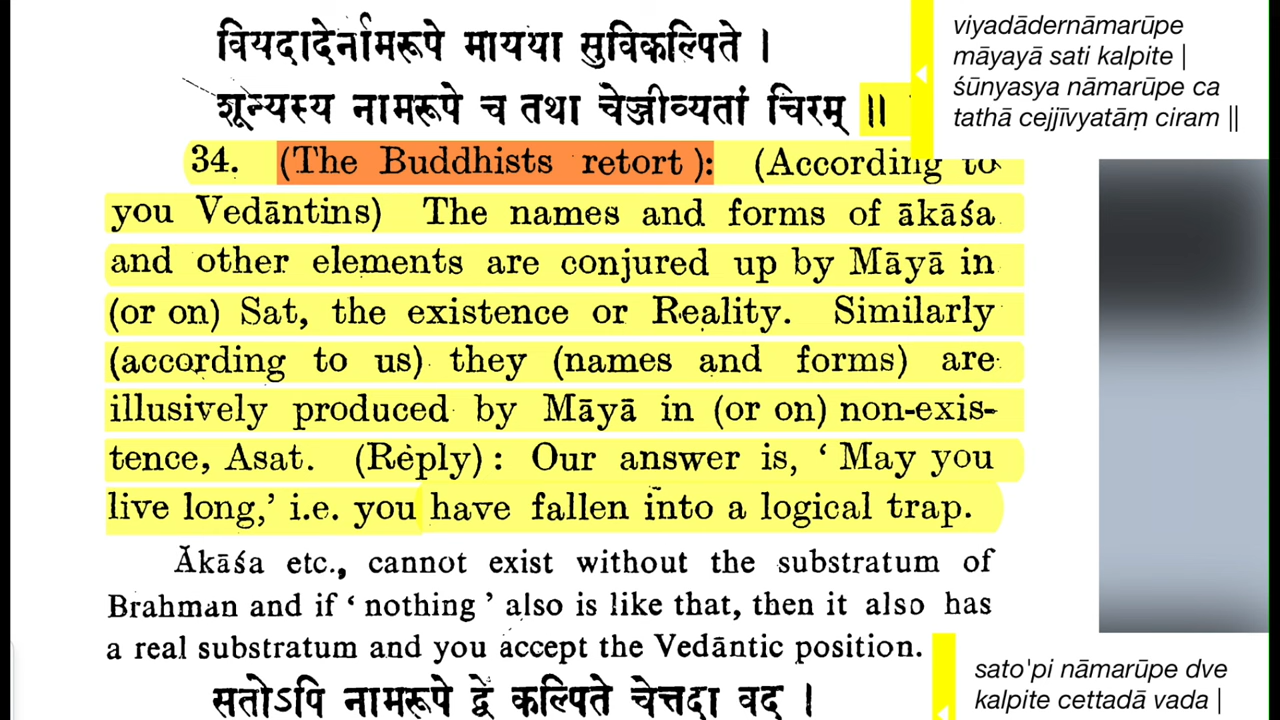 वियदादेर्नामरूपे मायया सुविकल्पिते ।
शून्यस्य नामरूपे च तथा चेज्जीव्यतां चिरम् ॥
viyadādernāmarūpe
māyayā sati kalpite |
śūnyasya nāmarūpe ca
tathā cejjīvyatāṃ ciram ||
34. (The Buddhists retort): (According to
you Vedāntins) The names and forms of ākāśa
and other elements are conjured up by Māyā in
(or on) Sat, the existence or Reality. Similarly
(according to us) they (names and forms) are
illusively produced by Māyā in (or on) non-exis-
tence, Asat. (Reply): Our answer is, ‘May you
live long,’ i.e. you have fallen into a logical trap.
Ākāśa etc., cannot exist without the substratum of
Brahman and if ‘nothing’ also is like that, then it also has
a real substratum and you accept the Vedāntic position.
सतोऽपि नामरूपे द्वे कल्पिते चेत्तदा वद ।
sato'pi nāmarūpe dve
kalpite cettadā vada |